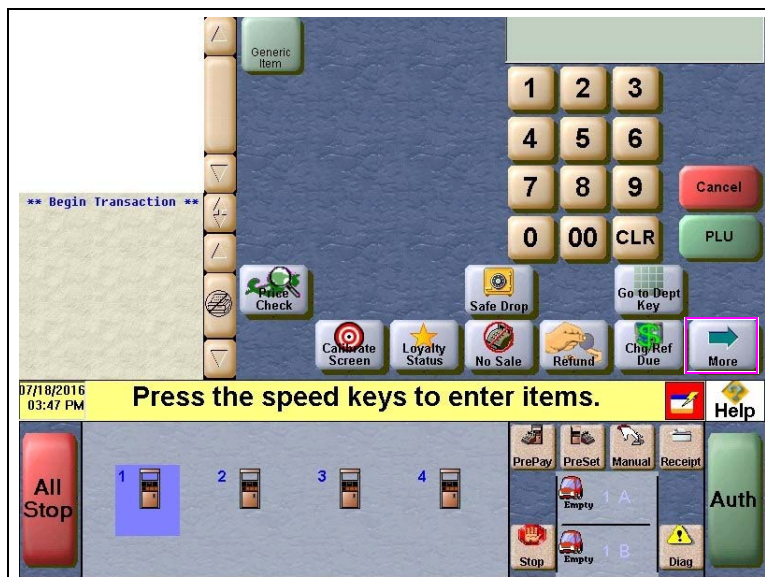 Generic
Item
1 2 3
4 5 6
7 8 9
Cancel
** Begin Transaction **
0 00 CLR
PLU
Price
Check
Safe Drop
Go to Dept
Key
Calibrate
Screen
Loyalty
Status
No Sale
Refund
Chg/Ref
Due
More
07/18/2016
03:47 PM
Press the speed keys to enter items.
Help
All
Stop
1 2 3 4
PrePay PreSet Manual Receipt
Empty 1 A
Auth
Stop
Empty 1 B
Diag